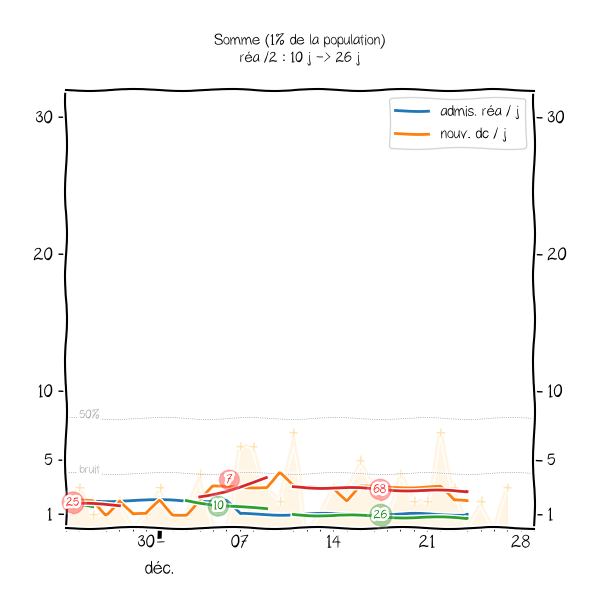 Somme (1% de la population)
réa /2 : 10 j -> 26 j
admis. réa / j
nouv. dc / j
30 30
20 20
10 10
50%
5 5
bruit
7
25 10 68
26
1 1
30 07 14 21 28
déc.